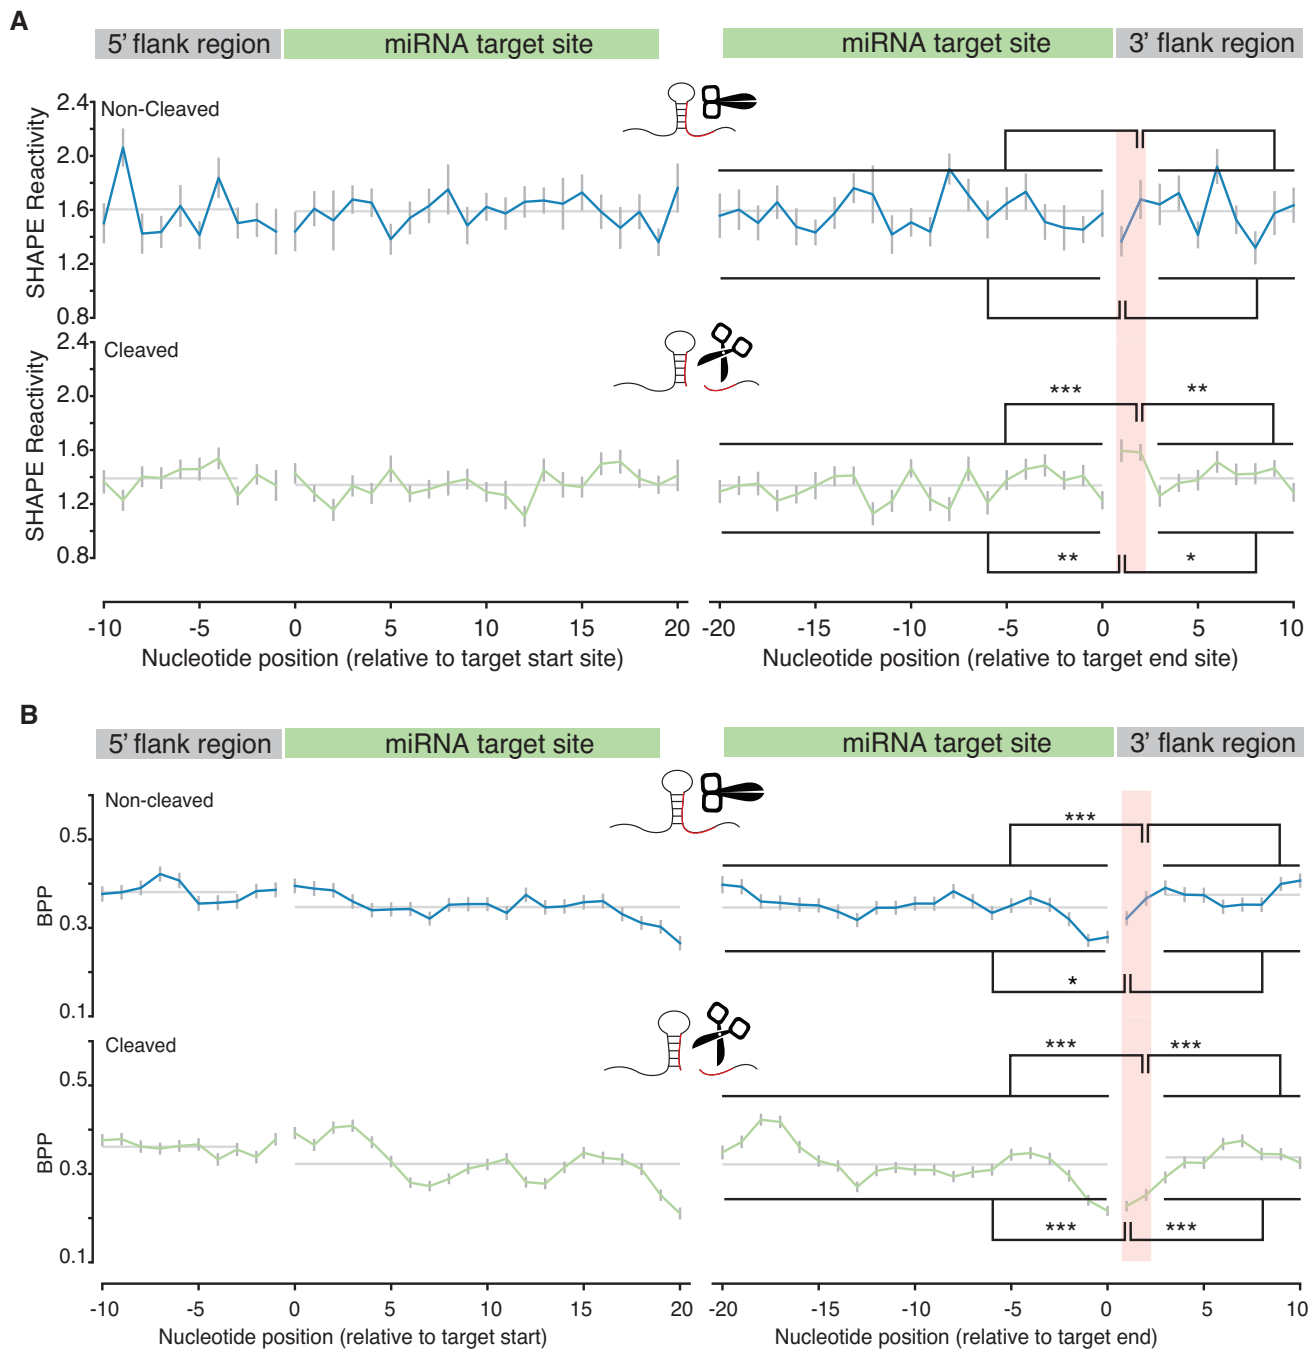 A
5' flank region miRNA target site miRNA target site 3' flank region
2.4
Non-Cleaved
2.0
1.6
1.2
0.8
SHAPE Reactivity
2.4
Cleaved
2.0
*** **
1.6
1.2
0.8
** *
SHAPE Reactivity
-10 -5 0 5 10 15 20 -20 -15 -10 -5 0 5 10
Nucleotide position (relative to target start site) Nucleotide position (relative to target end site)
B
5' flank region miRNA target site miRNA target site 3' flank region
Non-cleaved
***
0.5
0.3
0.1
BPP
*
Cleaved
*** ***
0.5
0.3
0.1
BPP
*** ***
-10 -5 0 5 10 15 20 -20 -15 -10 -5 0 5 10
Nucleotide position (relative to target start) Nucleotide position (relative to target end)